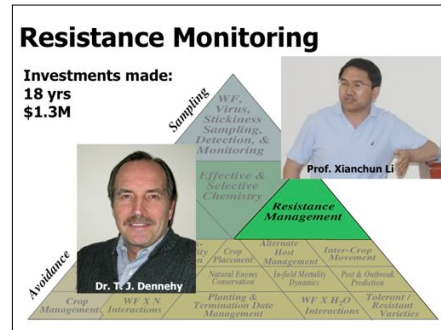 Resistance Monitoring
Investments made:
18 yrs
$1.3M
Sampling
WF,
Virus,
Stickiness
Sampling,
Detection, &
Monitoring
Prof. Xianchun Li
Effective &
Selective
Chemistry
Resistance
Management
Avoidance
Dr. T. J. Dennehy
Crop
Placement
Alternate
Host
Management
Inter-Crop
Movement
Natural Enemy
Conservation
In-field Mortality
Dynamics
Pest & Outbreak
Prediction
Crop
Management
WF X N
Interactions
Planting &
Termination Date
Management
WF X H2O
Interactions
Tolerant /
Resistant
Varieties